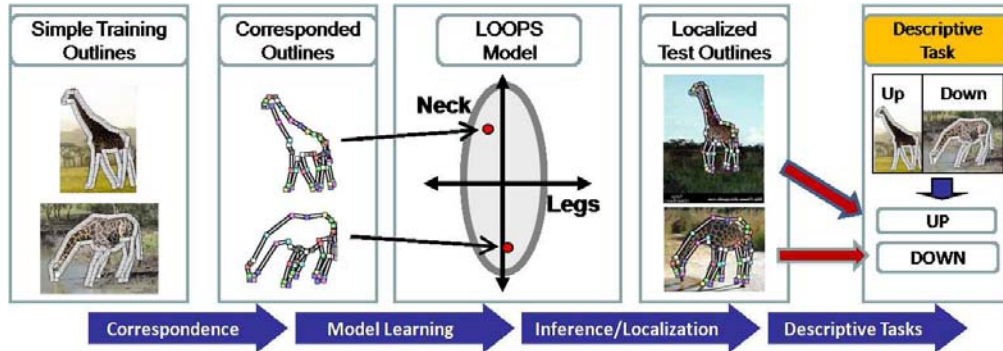 Simple Training
Outlines
Corresponded
Outlines
LOOPS
Model
Neck
Legs
Localized
Test Outlines
Descriptive
Task
Up
Down
UP
DOWN
Correspondence
Model Learning
Inference/Localization
Descriptive Tasks